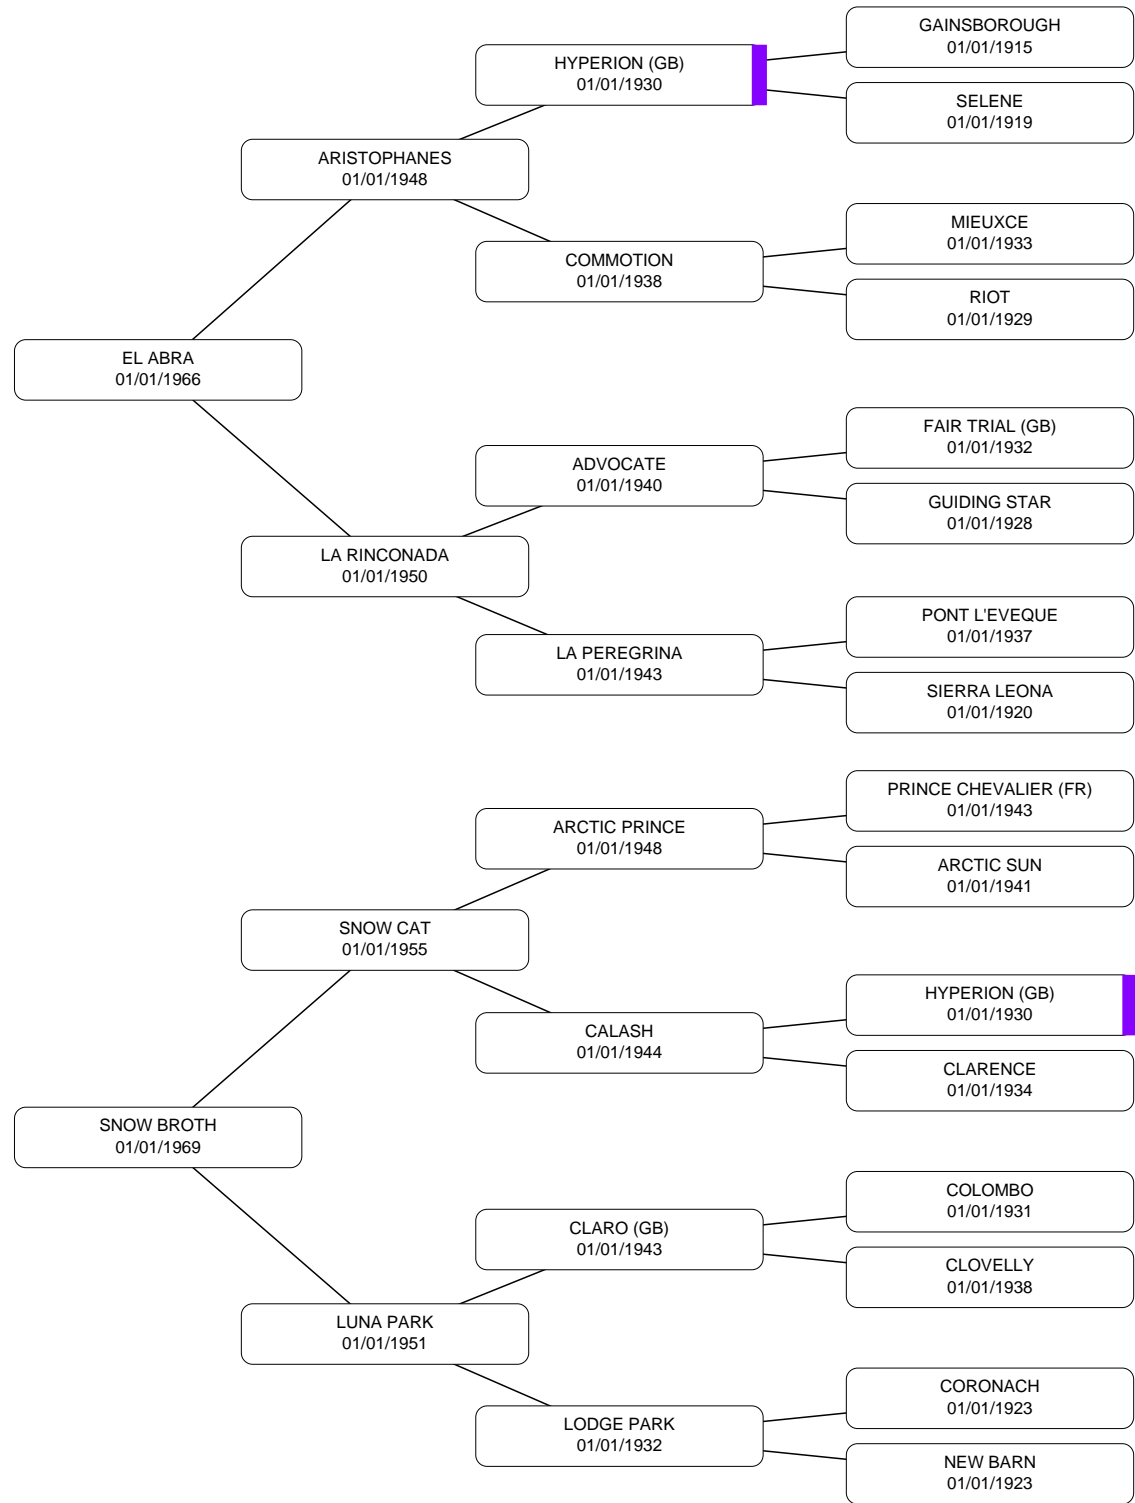 GAINSBOROUGH
01/01/1915
HYPERION (GB)
01/01/1930
SELENE
01/01/1919
ARISTOPHANES
01/01/1948
MIEUXCE
01/01/1933
COMMOTION
01/01/1938
RIOT
01/01/1929
EL ABRA
01/01/1966
FAIR TRIAL (GB)
01/01/1932
ADVOCATE
01/01/1940
GUIDING STAR
01/01/1928
LA RINCONADA
01/01/1950
PONT L'EVEQUE
01/01/1937
LA PEREGRINA
01/01/1943
SIERRA LEONA
01/01/1920
PRINCE CHEVALIER (FR)
01/01/1943
ARCTIC PRINCE
01/01/1948
ARCTIC SUN
01/01/1941
SNOW CAT
01/01/1955
HYPERION (GB)
01/01/1930
CALASH
01/01/1944
CLARENCE
01/01/1934
SNOW BROTH
01/01/1969
COLOMBO
01/01/1931
CLARO (GB)
01/01/1943
CLOVELLY
01/01/1938
LUNA PARK
01/01/1951
CORONACH
01/01/1923
LODGE PARK
01/01/1932
NEW BARN
01/01/1923